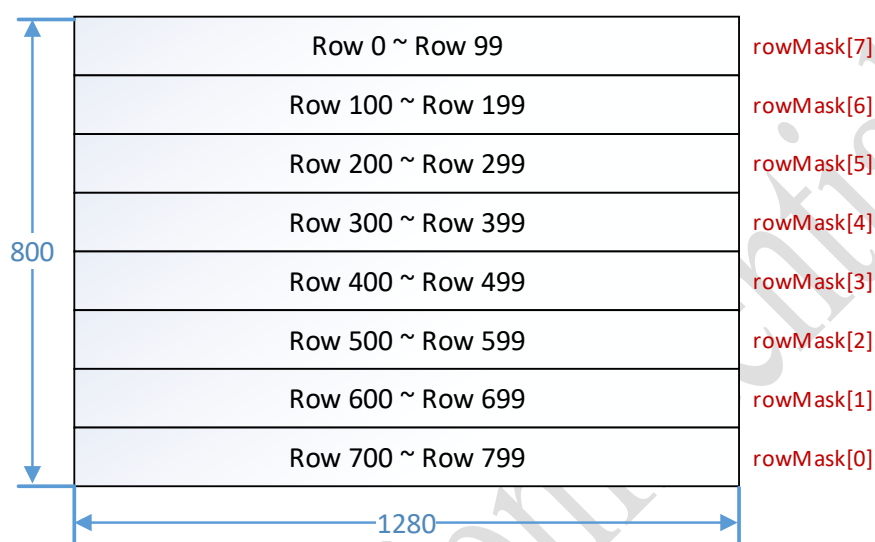 Row 0 ~ Row 99 rowMask[7]
Row 100 ~ Row 199 rowMask[6]
Row 200 ~ Row 299 rowMask[5]
Row 300 ~ Row 399 rowMask[4]
800
Row 400 ~ Row 499 rowMask[3]
Row 500 ~ Row 599 rowMask[2]
Row 600 ~ Row 699 rowMask[1]
Row 700 ~ Row 799 rowMask[0]
1280